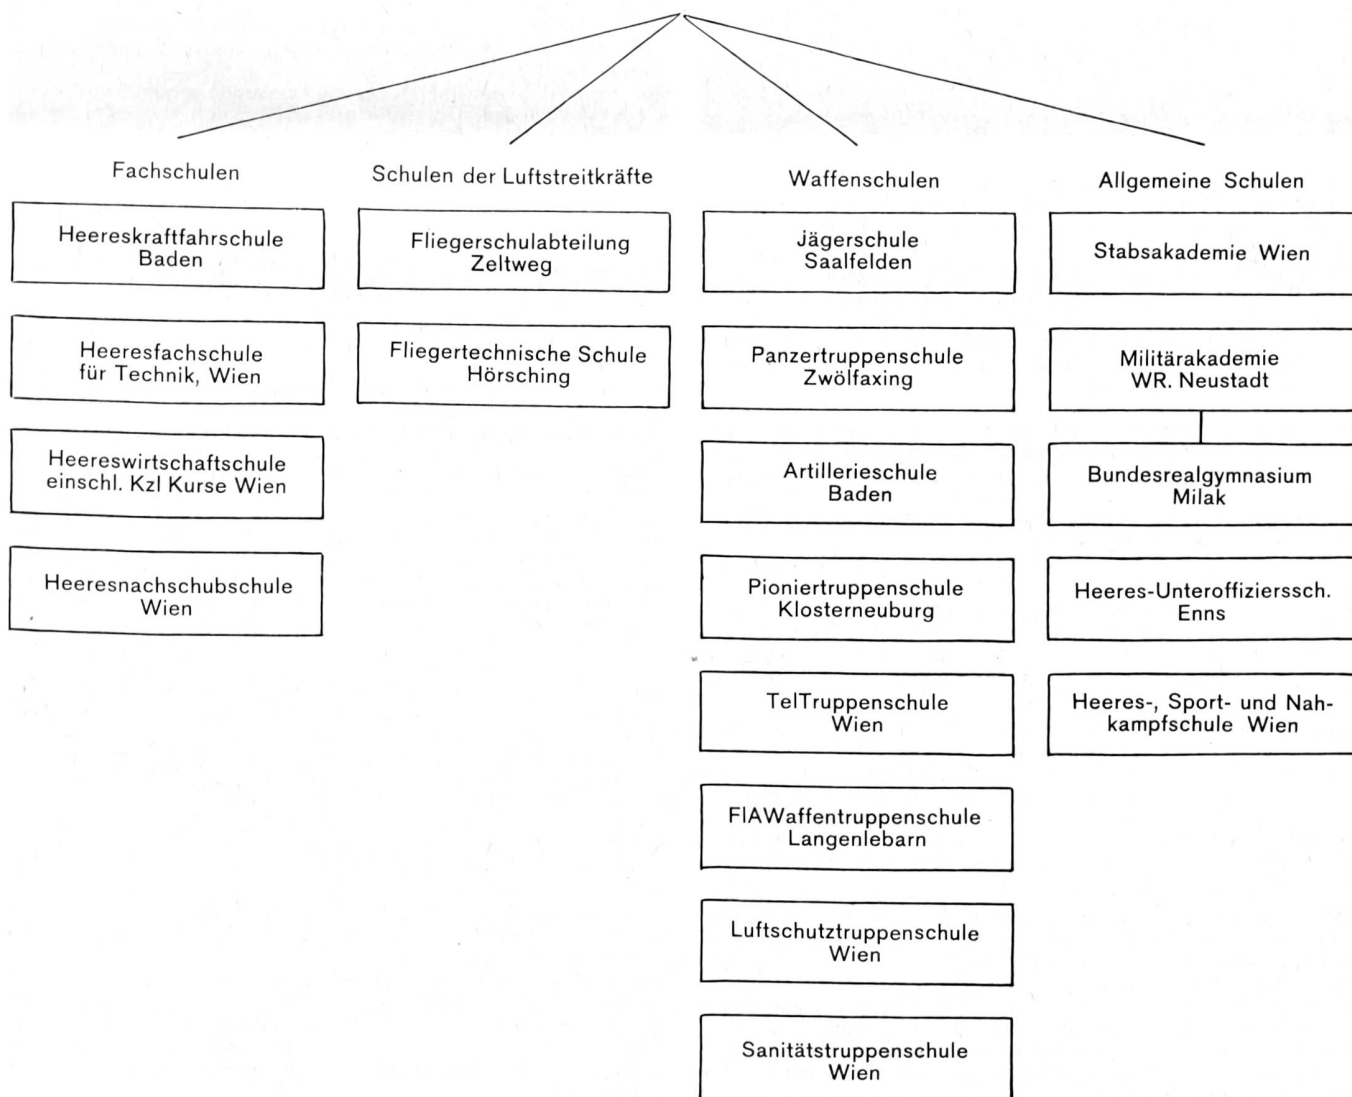 Fachschulen
Heereskraftfahrschule
Baden
Heeresfachschule
für Technik, Wien
Heereswirtschaftschule
einschl. Kzl Kurse Wien
Heeresnachschubschule
Wien
Schulen der Luftstreitkräfte
Fliegerschulabteilung
Zeltweg
Fliegertechnische Schule
Hörsching
Waffenschulen
Jägerschule
Saalfelden
Panzertruppenschule
Zwölfaxing
Artillerieschule
Baden
Pioniertruppenschule
Klosterneuburg
TelTruppenschule
Wien
FlAWaffentruppenschule
Langenlebarn
Luftschutztruppenschule
Wien
Sanitätstruppenschule
Wien
Allgemeine Schulen
Stabsakademie Wien
Militärakademie
WR. Neustadt
Bundesrealgymnasium
Milak
Heeres-Unteroffizierssch.
Enns
Heeres-, Sport- und Nah-
kampfschule Wien